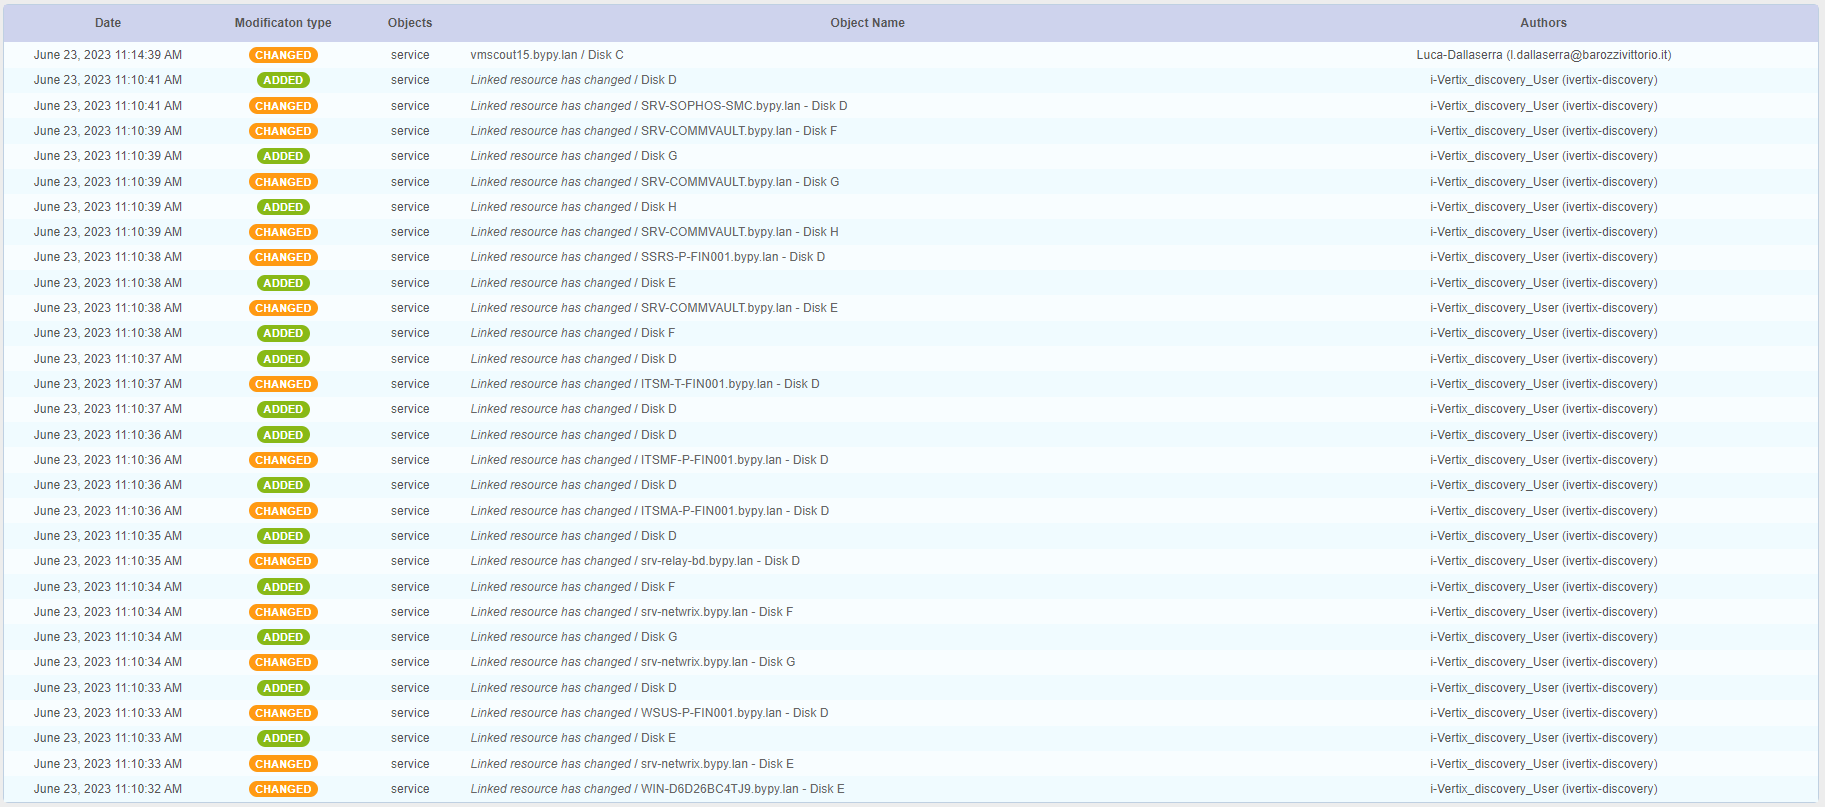 Date Modificaton type Objects Object Name Authors
June 23, 2023 11:14:39 AM CHANGED service vmscout15.bypy.lan / Disk C Luca-Dallaserra (l.dallaserra@barozzivittorio.it)
June 23, 2023 11:10:41 AM ADDED service Linked resource has changed / Disk D i-Vertix_discovery_User (ivertix-discovery)
June 23, 2023 11:10:41 AM CHANGED service Linked resource has changed / SRV-SOPHOS-SMC.bypy.lan - Disk D i-Vertix_discovery_User (ivertix-discovery)
June 23, 2023 11:10:39 AM CHANGED service Linked resource has changed / SRV-COMMVAULT.bypy.lan - Disk F i-Vertix_discovery_User (ivertix-discovery)
June 23, 2023 11:10:39 AM ADDED service Linked resource has changed / Disk G i-Vertix_discovery_User (ivertix-discovery)
June 23, 2023 11:10:39 AM CHANGED service Linked resource has changed / SRV-COMMVAULT.bypy.lan - Disk G i-Vertix_discovery_User (ivertix-discovery)
June 23, 2023 11:10:39 AM ADDED service Linked resource has changed / Disk H i-Vertix_discovery_User (ivertix-discovery)
June 23, 2023 11:10:39 AM CHANGED service Linked resource has changed / SRV-COMMVAULT.bypy.lan - Disk H i-Vertix_discovery_User (ivertix-discovery)
June 23, 2023 11:10:38 AM CHANGED service Linked resource has changed / SSRS-P-FIN001.bypy.lan - Disk D i-Vertix_discovery_User (ivertix-discovery)
June 23, 2023 11:10:38 AM ADDED service Linked resource has changed / Disk E i-Vertix_discovery_User (ivertix-discovery)
June 23, 2023 11:10:38 AM CHANGED service Linked resource has changed / SRV-COMMVAULT.bypy.lan - Disk E i-Vertix_discovery_User (ivertix-discovery)
June 23, 2023 11:10:38 AM ADDED service Linked resource has changed / Disk F i-Vertix_discovery_User (ivertix-discovery)
June 23, 2023 11:10:37 AM ADDED service Linked resource has changed / Disk D i-Vertix_discovery_User (ivertix-discovery)
June 23, 2023 11:10:37 AM CHANGED service Linked resource has changed / ITSM-T-FIN001.bypy.lan - Disk D i-Vertix_discovery_User (ivertix-discovery)
June 23, 2023 11:10:37 AM ADDED service Linked resource has changed / Disk D i-Vertix_discovery_User (ivertix-discovery)
June 23, 2023 11:10:36 AM ADDED service Linked resource has changed / Disk D i-Vertix_discovery_User (ivertix-discovery)
June 23, 2023 11:10:36 AM CHANGED service Linked resource has changed / ITSMF-P-FIN001.bypy.lan - Disk D i-Vertix_discovery_User (ivertix-discovery)
June 23, 2023 11:10:36 AM ADDED service Linked resource has changed / Disk D i-Vertix_discovery_User (ivertix-discovery)
June 23, 2023 11:10:36 AM CHANGED service Linked resource has changed / ITSMA-P-FIN001.bypy.lan - Disk D i-Vertix_discovery_User (ivertix-discovery)
June 23, 2023 11:10:35 AM ADDED service Linked resource has changed / Disk D i-Vertix_discovery_User (ivertix-discovery)
June 23, 2023 11:10:35 AM CHANGED service Linked resource has changed / srv-relay-bd.bypy.lan - Disk D i-Vertix_discovery_User (ivertix-discovery)
June 23, 2023 11:10:34 AM ADDED service Linked resource has changed / Disk F i-Vertix_discovery_User (ivertix-discovery)
June 23, 2023 11:10:34 AM CHANGED service Linked resource has changed / srv-netwrix.bypy.lan - Disk F i-Vertix_discovery_User (ivertix-discovery)
June 23, 2023 11:10:34 AM ADDED service Linked resource has changed / Disk G i-Vertix_discovery_User (ivertix-discovery)
June 23, 2023 11:10:34 AM CHANGED service Linked resource has changed / srv-netwrix.bypy.lan - Disk G i-Vertix_discovery_User (ivertix-discovery)
June 23, 2023 11:10:33 AM ADDED service Linked resource has changed / Disk D i-Vertix_discovery_User (ivertix-discovery)
June 23, 2023 11:10:33 AM CHANGED service Linked resource has changed / WSUS-P-FIN001.bypy.lan - Disk D i-Vertix_discovery_User (ivertix-discovery)
June 23, 2023 11:10:33 AM ADDED service Linked resource has changed / Disk E i-Vertix_discovery_User (ivertix-discovery)
June 23, 2023 11:10:33 AM CHANGED service Linked resource has changed / srv-netwrix.bypy.lan - Disk E i-Vertix_discovery_User (ivertix-discovery)
June 23, 2023 11:10:32 AM CHANGED service Linked resource has changed / WIN-D6D26BC4TJ9.bypy.lan - Disk E i-Vertix_discovery_User (ivertix-discovery)